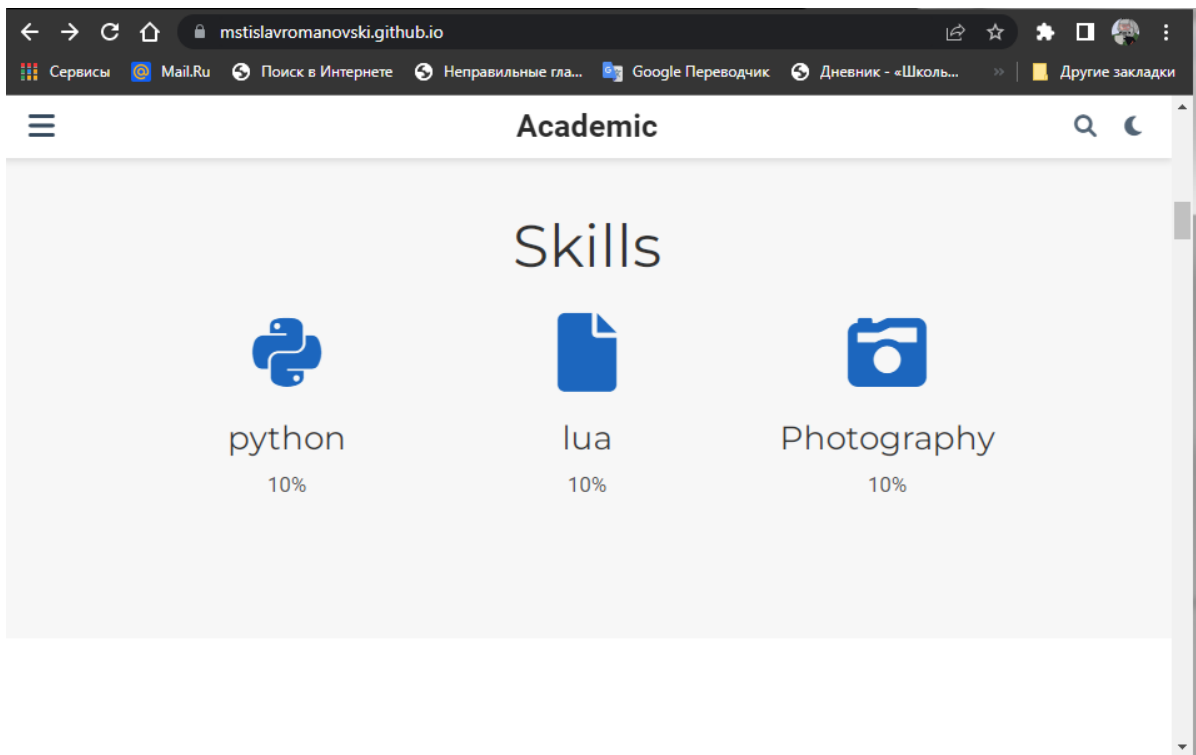 mstislavromanovski.github.io
Сервисы Mail.Ru Поиск в Интернете Неправильные гла... Google Переводчик Дневник - «Школь... » Другие закладки
Academic
Skills
python lua Photography
10% 10% 10%